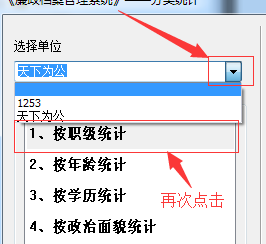 《廉政档案管理系统》——分类统计
选择单位
天下为公
1253
天下为公
1、按职级统计
2、按年龄统计
3、按学历统计
4、按政治面貌统计
再次点击